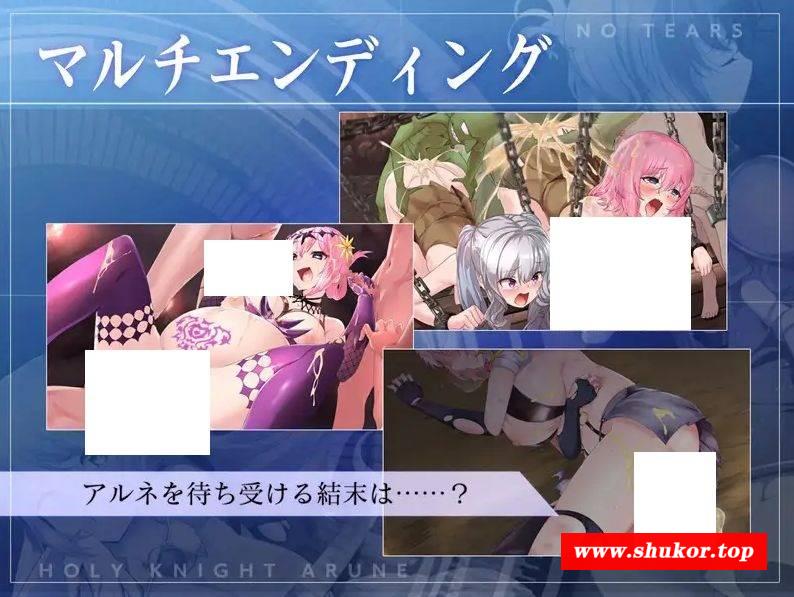 NO TEARS
マルチエンディング
アルネを待ち受ける結末は……？
www.shukor.top
HOLY KNIGHT ARUNE